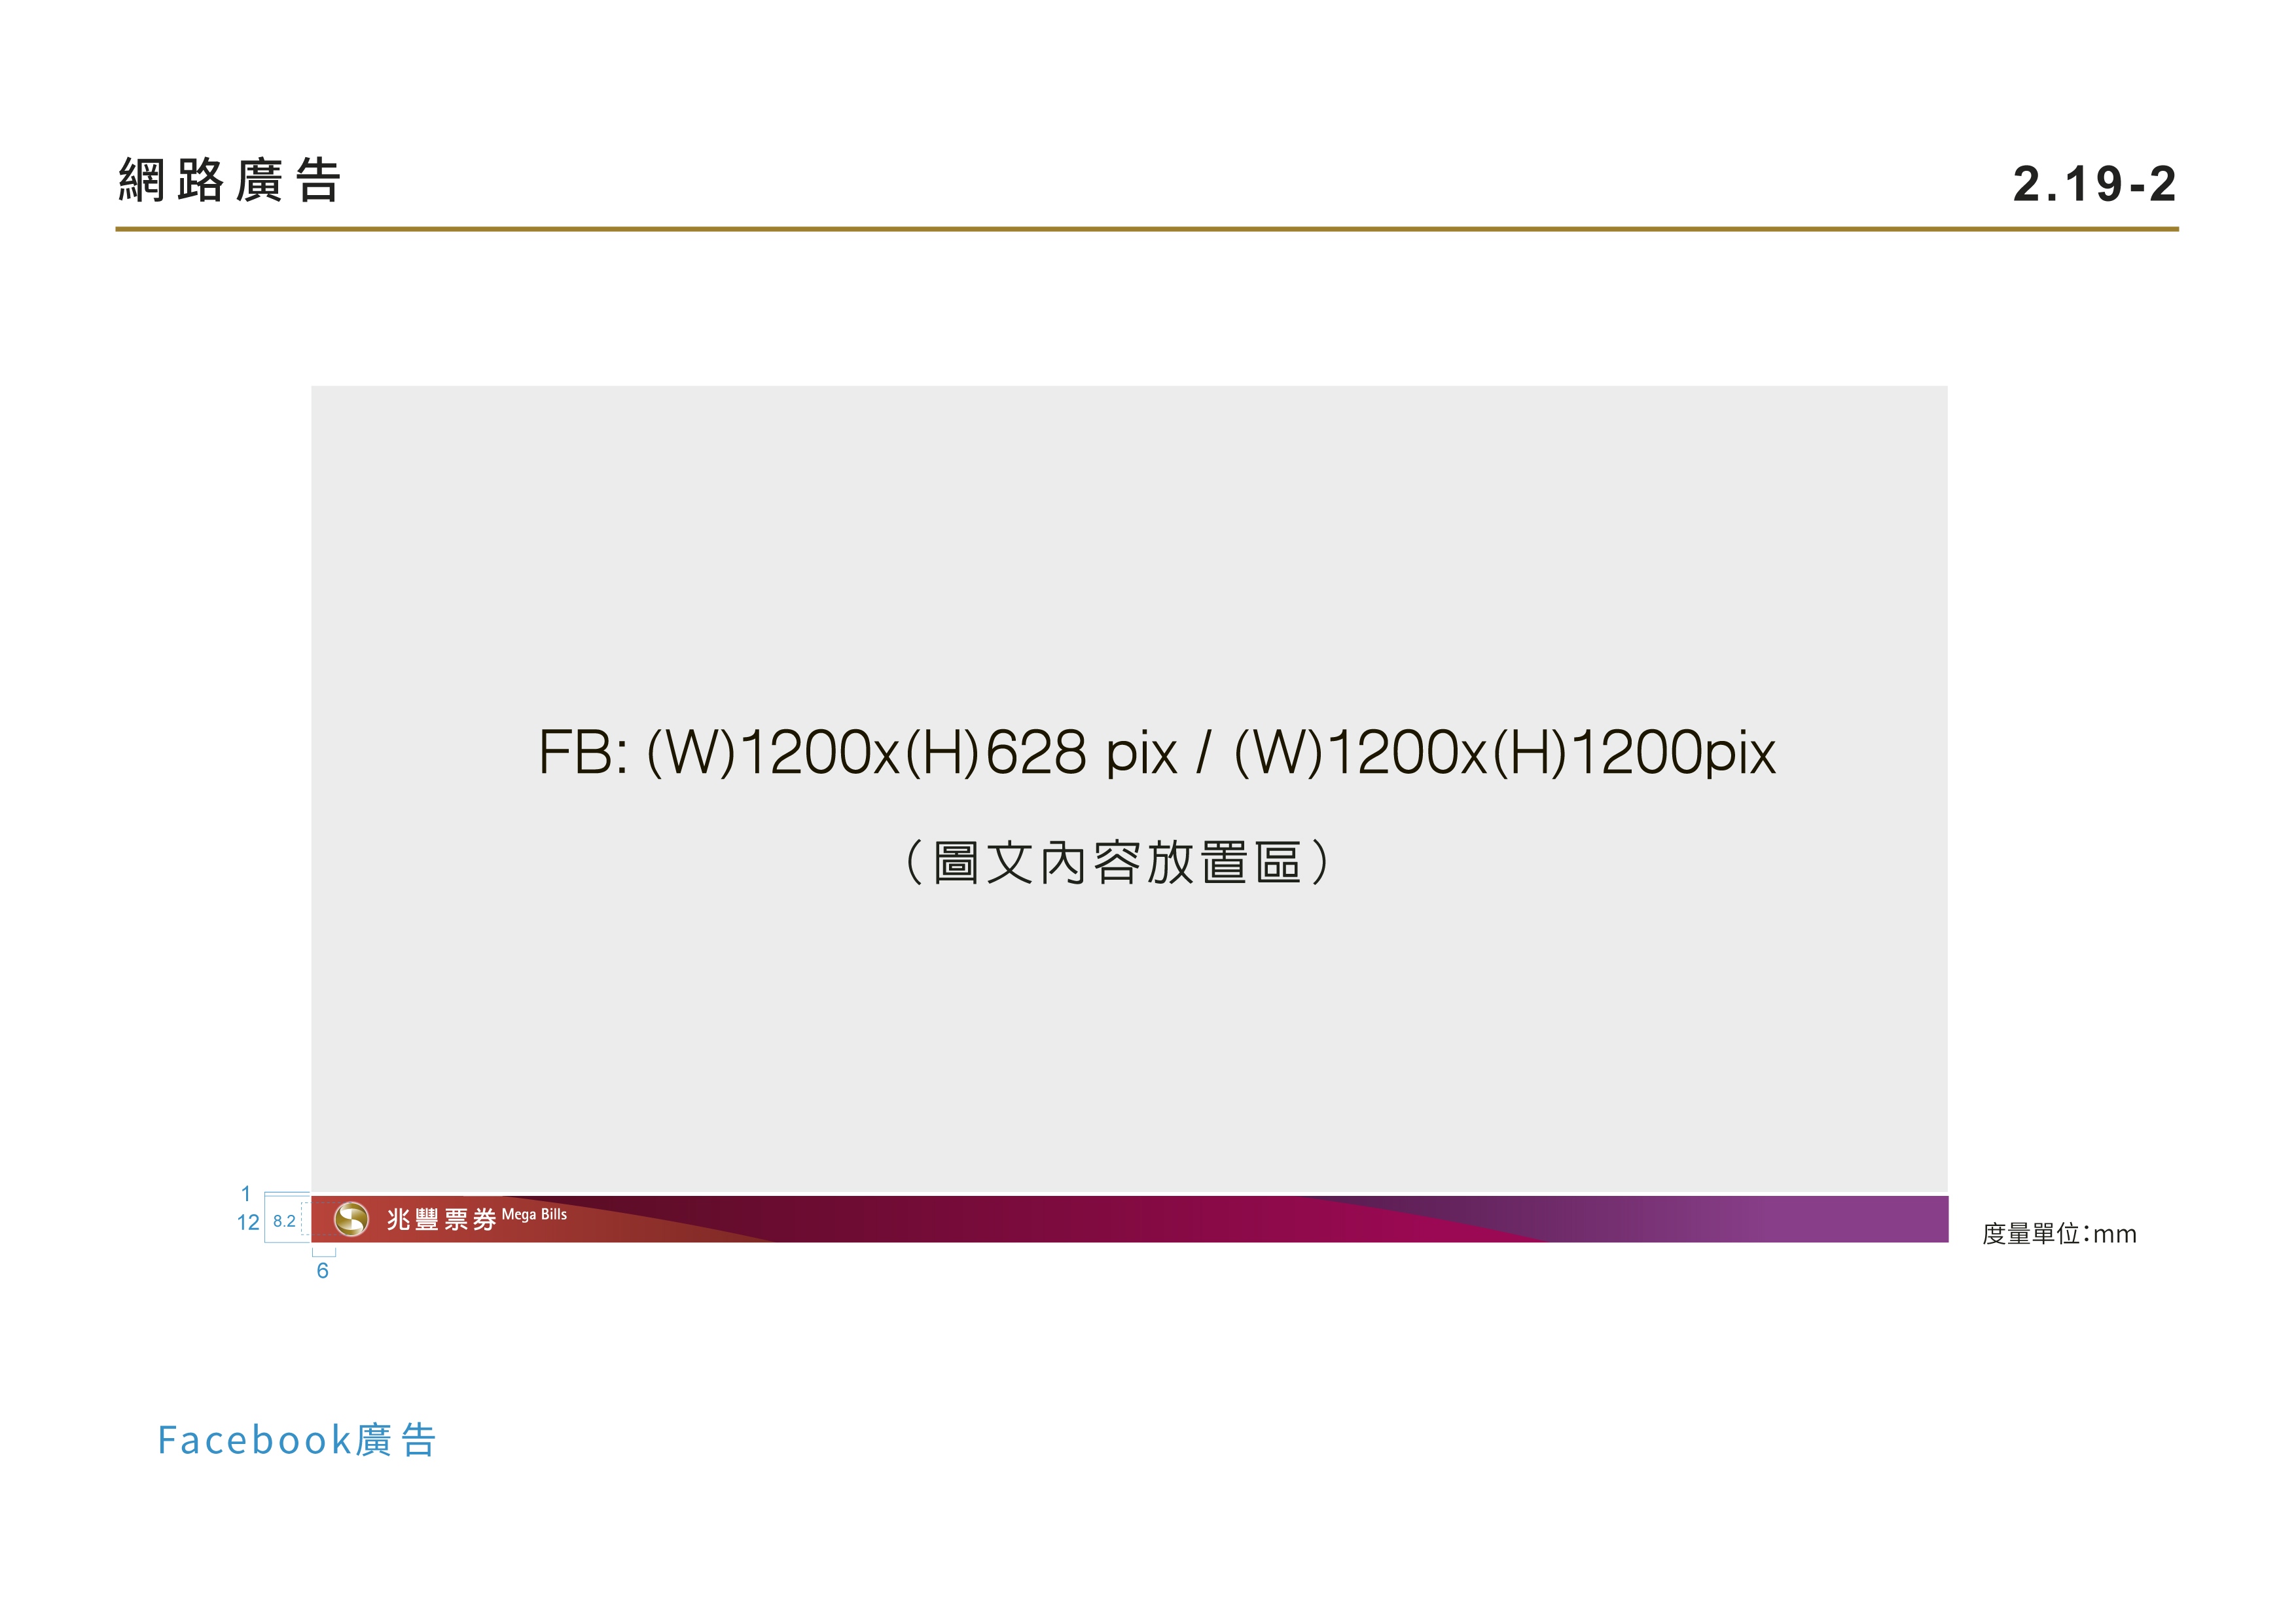 網路廣告
2.19-2
FB: (W)1200x(H)628 pix / (W)1200x(H)1200pix
（圖文內容放置區）
1
12
8.2
兆豐票券 Mega Bills
度量單位：mm
6
Facebook廣告